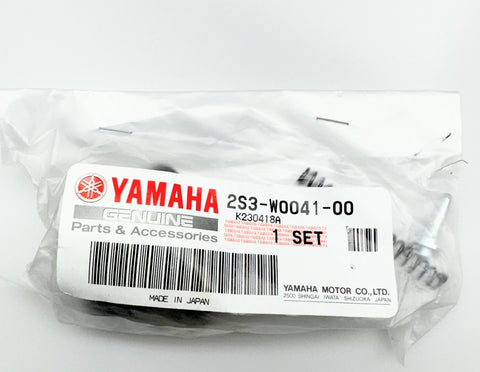 YAMAHA
GENUINE
Parts & Accessories
2S3-W0041-00
K230418A
1 SET
MADE IN JAPAN
YAMAHA MOTOR CO.,LTD.
2500 SHINGAI IWATA SHIZUOKA JAPAN